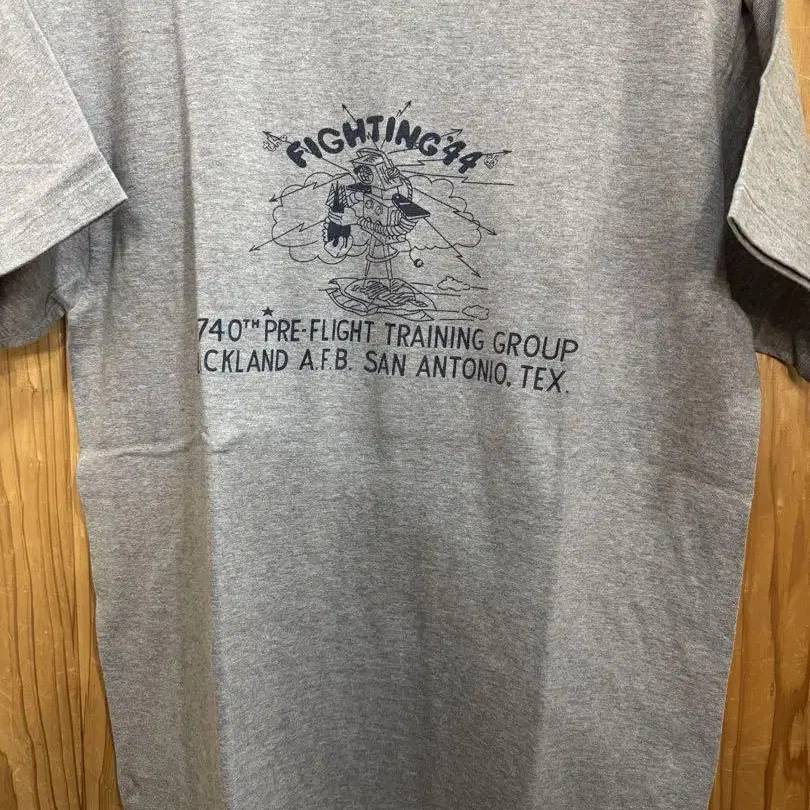 FIGHTING '44
740TH PRE-FLIGHT TRAINING GROUP
CKLAND A.F.B. SAN ANTONIO, TEX.